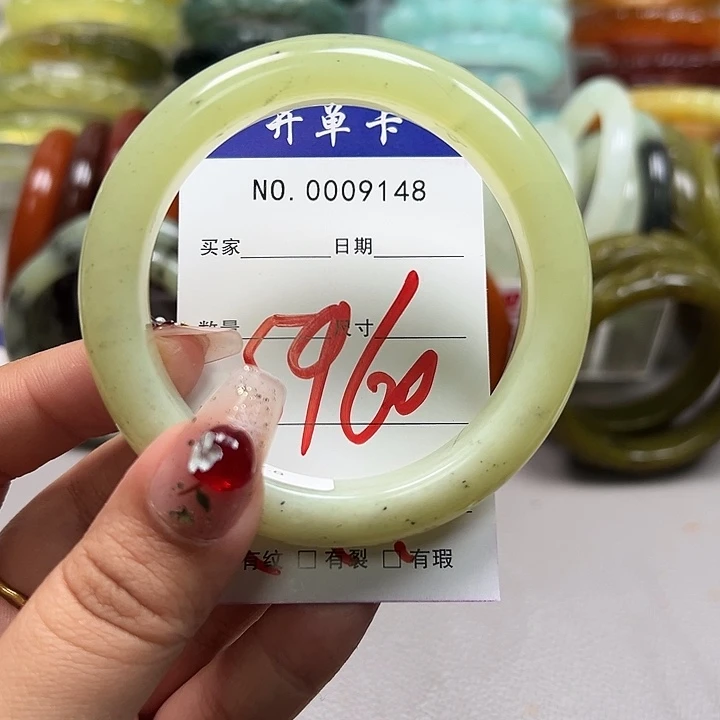 开单卡
NO. 0009148
买家 日期
数量 尺寸
960
有纹 □ 有裂 □ 有瑕